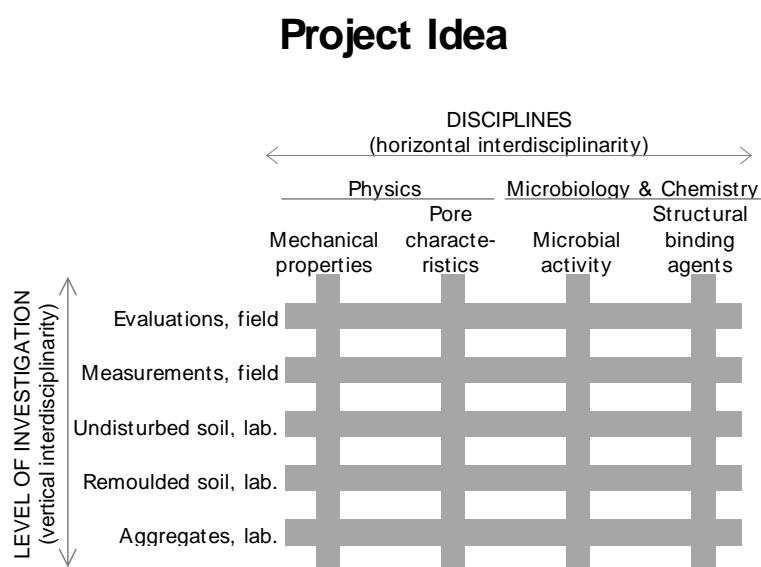 Project Idea
DISCIPLINES
(horizontal interdisciplinarity)
Physics
Microbiology & Chemistry
Mechanical
properties
Pore
characte-
ristics
Microbial
activity
Structural
binding
agents
LEVEL OF INVESTIGATION
(vertical interdisciplinarity)
Evaluations, field
Measurements, field
Undisturbed soil, lab.
Remoulded soil, lab.
Aggregates, lab.